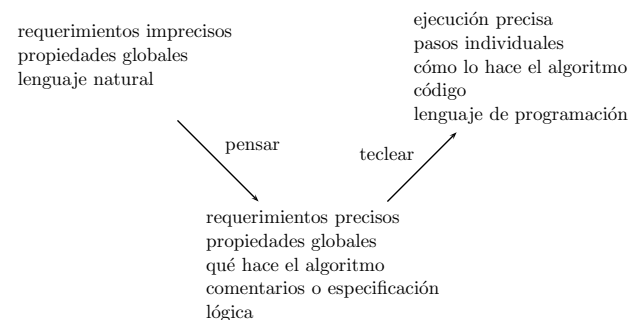 requerimientos imprecisos
propiedades globales
lenguaje natural
ejecución precisa
pasos individuales
cómo lo hace el algoritmo
código
lenguaje de programación
pensar
teclear
requerimientos precisos
propiedades globales
qué hace el algoritmo
comentarios o especificación
lógica